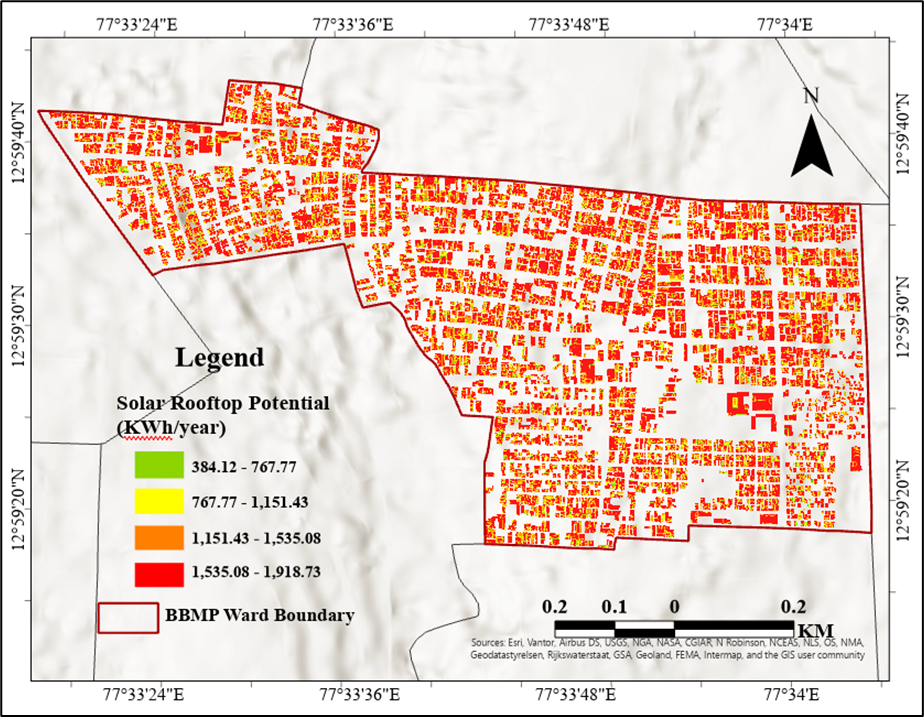 77°33'24"E 77°33'36"E 77°33'48"E 77°34'E
N
12°59'40"N 12°59'40"N
12°59'30"N 12°59'30"N
12°59'20"N 12°59'20"N
Legend
Solar Rooftop Potential
(KWh/year)
384.12 - 767.77
767.77 - 1,151.43
1,151.43 - 1,535.08
1,535.08 - 1,918.73
BBMP Ward Boundary
0.2 0.1 0 0.2
KM
Sources: Esri, Vantor, Airbus DS, USGS, NGA, NASA, CGIAR, N Robinson, NCEAS, NLS, OS, NMA,
Geodatastyrelsen, Rijkswaterstaat, GSA, Geoland, FEMA, Intermap, and the GIS user community
77°33'24"E 77°33'36"E 77°33'48"E 77°34'E